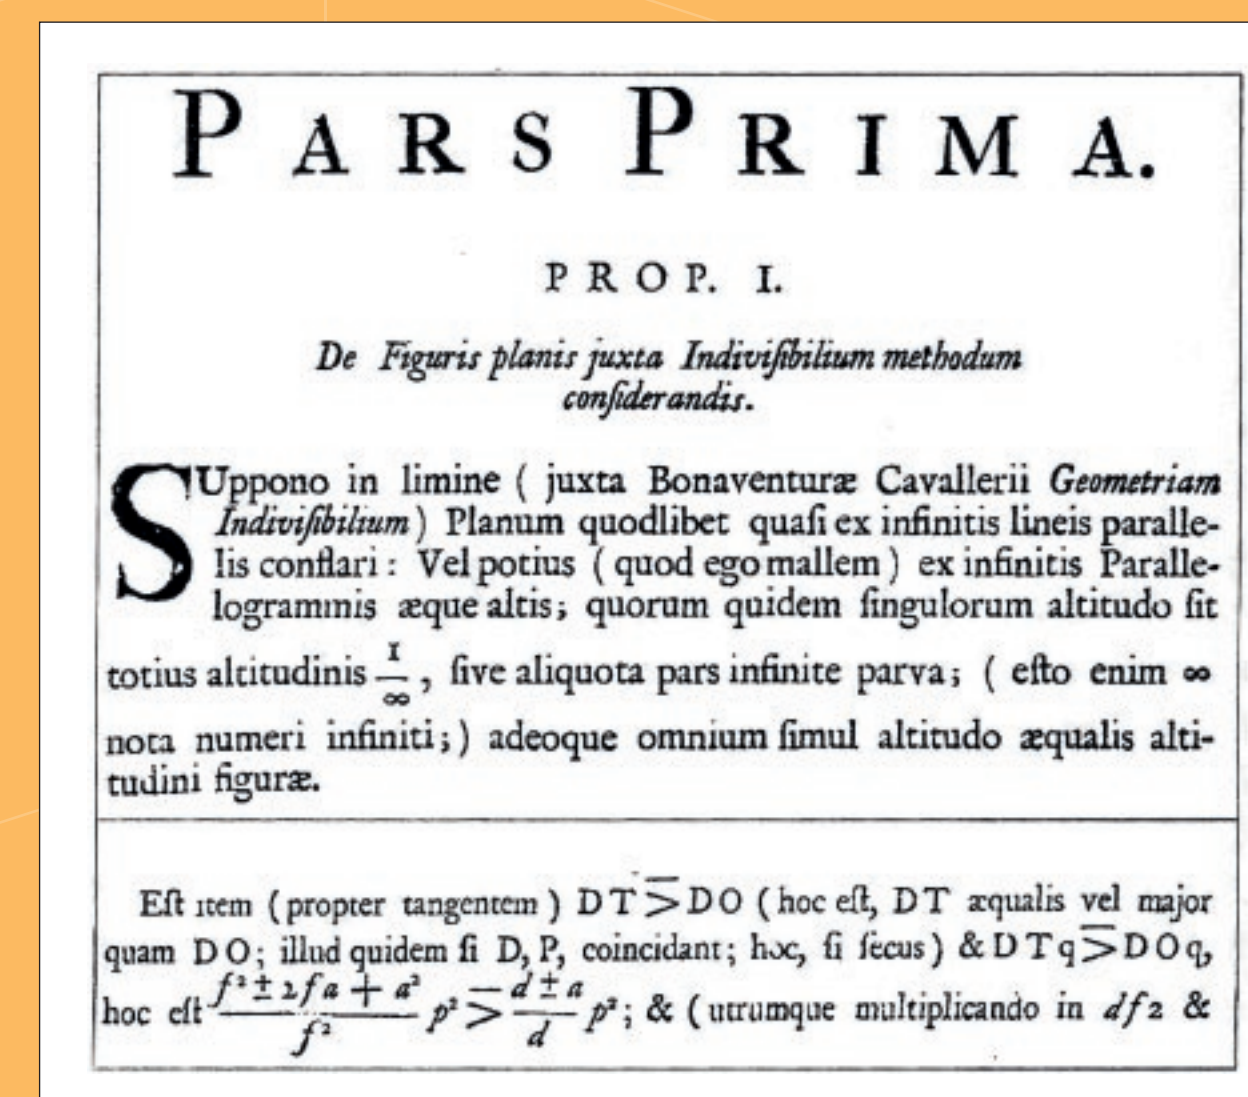 PARS PRIMA.
PROP. I.
De Figuris planis juxta Indiviſibilium methodum
conſiderandis.
SUppono in limine ( juxta Bonaventuræ Cavallerii Geometriam
Indiviſibilium ) Planum quodlibet quaſi ex infinitis lineis paralle-
lis conflari : Vel potius ( quod ego mallem ) ex infinitis Paralle-
logrammis æque altis; quorum quidem ſingulorum altitudo ſit
totius altitudinis 1/∞, ſive aliquota pars infinite parva; ( eſto enim ∞
nota numeri infiniti; ) adeoque omnium ſimul altitudo æqualis alti-
tudini figuræ.
Eſt item ( propter tangentem ) DT ⩾ DO ( hoc eſt, DT æqualis vel major
quam DO; illud quidem ſi D, P, coincidant; hoc, ſi ſecus ) & DTq ⩾ DOq,
hoc eſt (f² ± 2fa + a²)/f² p² ⩾ (d ± a)/d p²; & ( utrumque multiplicando in df2 &